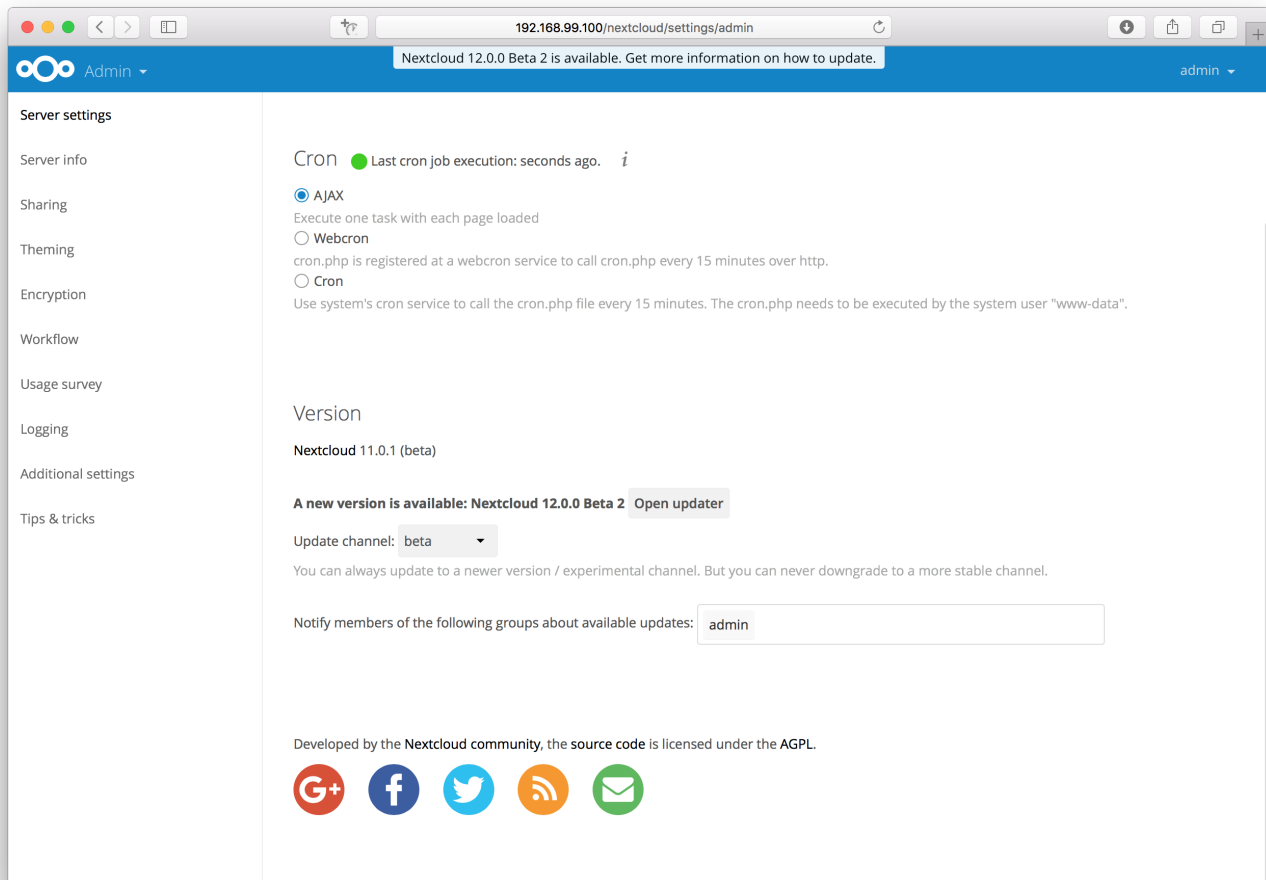 192.168.99.100/nextcloud/settings/admin
Nextcloud 12.0.0 Beta 2 is available. Get more information on how to update.
Admin
admin
Server settings
Server info
Sharing
Theming
Encryption
Workflow
Usage survey
Logging
Additional settings
Tips & tricks
Cron Last cron job execution: seconds ago. i
AJAX
Execute one task with each page loaded
Webcron
cron.php is registered at a webcron service to call cron.php every 15 minutes over http.
Cron
Use system's cron service to call the cron.php file every 15 minutes. The cron.php needs to be executed by the system user "www-data".
Version
Nextcloud 11.0.1 (beta)
A new version is available: Nextcloud 12.0.0 Beta 2 Open updater
Update channel: beta
You can always update to a newer version / experimental channel. But you can never downgrade to a more stable channel.
Notify members of the following groups about available updates: admin
Developed by the Nextcloud community, the source code is licensed under the AGPL.
G+ f